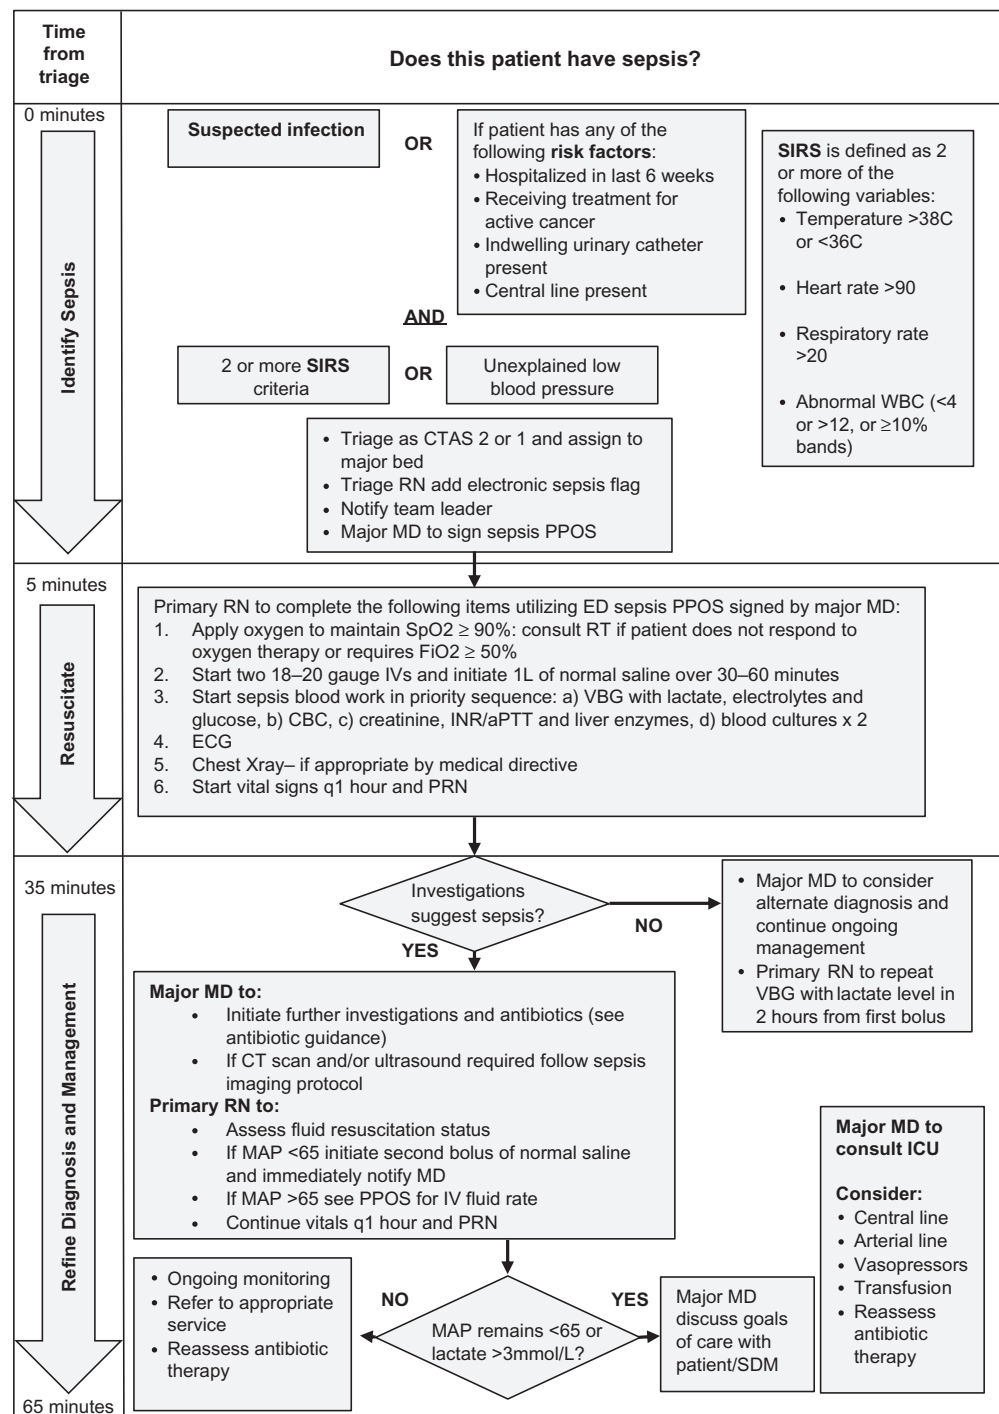 Time
from
triage
Does this patient have sepsis?
0 minutes
Identify Sepsis
Suspected infection
OR
If patient has any of the
following risk factors:
• Hospitalized in last 6 weeks
• Receiving treatment for
active cancer
• Indwelling urinary catheter
present
• Central line present
SIRS is defined as 2
or more of the
following variables:
• Temperature >38C
or <36C
• Heart rate >90
• Respiratory rate
>20
• Abnormal WBC (<4
or >12, or ≥10%
bands)
AND
2 or more SIRS
criteria
OR
Unexplained low
blood pressure
• Triage as CTAS 2 or 1 and assign to
major bed
• Triage RN add electronic sepsis flag
• Notify team leader
• Major MD to sign sepsis PPOS
5 minutes
Resuscitate
Primary RN to complete the following items utilizing ED sepsis PPOS signed by major MD:
1. Apply oxygen to maintain SpO2 ≥ 90%: consult RT if patient does not respond to
oxygen therapy or requires FiO2 ≥ 50%
2. Start two 18–20 gauge IVs and initiate 1L of normal saline over 30–60 minutes
3. Start sepsis blood work in priority sequence: a) VBG with lactate, electrolytes and
glucose, b) CBC, c) creatinine, INR/aPTT and liver enzymes, d) blood cultures x 2
4. ECG
5. Chest Xray– if appropriate by medical directive
6. Start vital signs q1 hour and PRN
35 minutes
Refine Diagnosis and Management
Investigations
suggest sepsis?
NO
• Major MD to consider
alternate diagnosis and
continue ongoing
management
• Primary RN to repeat
VBG with lactate level in
2 hours from first bolus
YES
Major MD to:
• Initiate further investigations and antibiotics (see
antibiotic guidance)
• If CT scan and/or ultrasound required follow sepsis
imaging protocol
Primary RN to:
• Assess fluid resuscitation status
• If MAP <65 initiate second bolus of normal saline
and immediately notify MD
• If MAP >65 see PPOS for IV fluid rate
• Continue vitals q1 hour and PRN
MAP remains <65 or
lactate >3mmol/L?
NO
• Ongoing monitoring
• Refer to appropriate
service
• Reassess antibiotic
therapy
YES
Major MD
discuss goals
of care with
patient/SDM
Major MD to
consult ICU
Consider:
• Central line
• Arterial line
• Vasopressors
• Transfusion
• Reassess
antibiotic
therapy
65 minutes